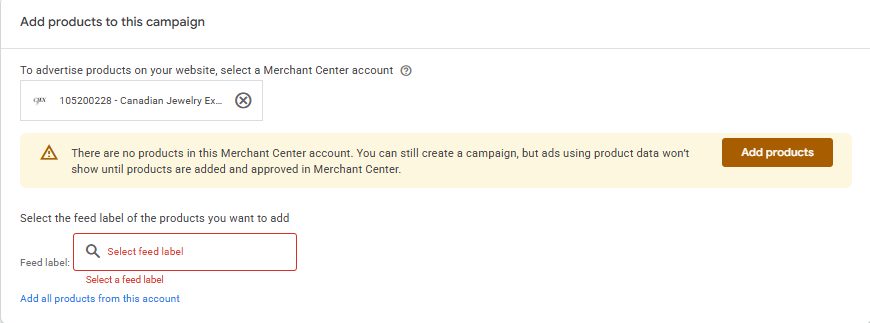 Add products to this campaign
To advertise products on your website, select a Merchant Center account
CJEX 105200228 - Canadian Jewelry Ex...
There are no products in this Merchant Center account. You can still create a campaign, but ads using product data won't
show until products are added and approved in Merchant Center.
Add products
Select the feed label of the products you want to add
Feed label: Select feed label
Select a feed label
Add all products from this account